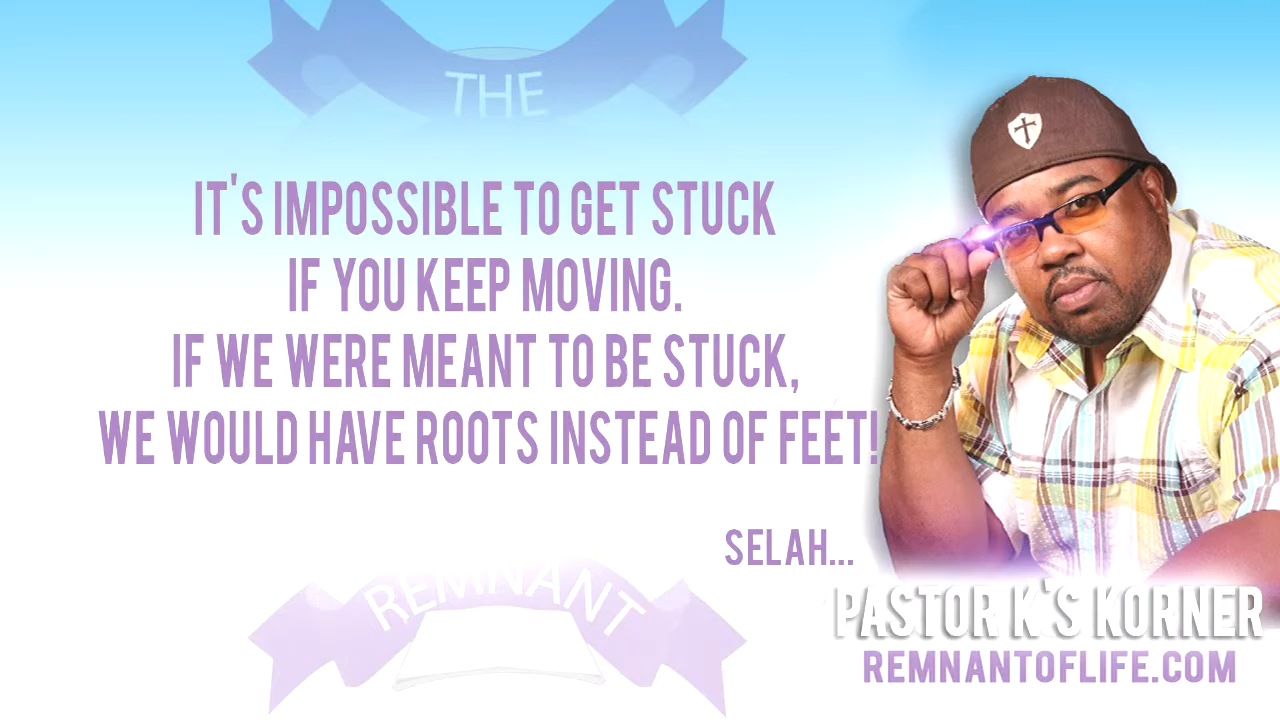 THE
IT'S IMPOSSIBLE TO GET STUCK
IF YOU KEEP MOVING.
IF WE WERE MEANT TO BE STUCK,
WE WOULD HAVE ROOTS INSTEAD OF FEET!
SELAH...
REMNANT
PASTOR K'S KORNER
REMNANTOFLIFE.COM